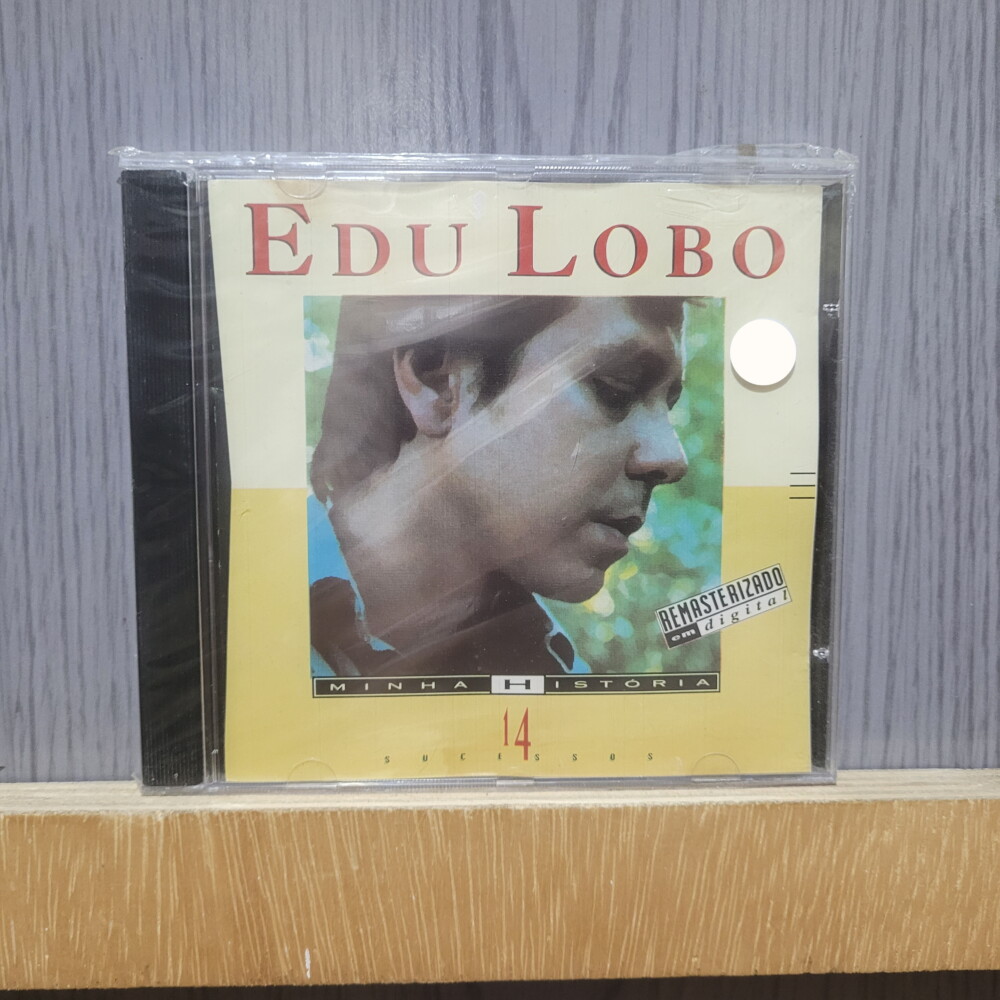 EDU LOBO
REMASTERIZADO
em digital
MINHA HISTÓRIA
14
SUCESSOS